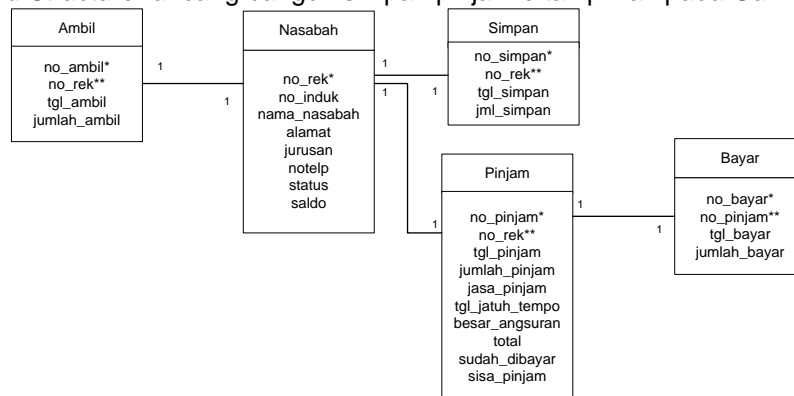 Ambil
no_ambil*
no_rek**
tgl_ambil
jumlah_ambil
1
1
Nasabah
no_rek*
no_induk
nama_nasabah
alamat
jurusan
notelp
status
saldo
1
1
1
1
Simpan
no_simpan*
no_rek**
tgl_simpan
jml_simpan
Pinjam
no_pinjam*
no_rek**
tgl_pinjam
jumlah_pinjam
jasa_pinjam
tgl_jatuh_tempo
besar_angsuran
total
sudah_dibayar
sisa_pinjam
1
1
Bayar
no_bayar*
no_pinjam**
tgl_bayar
jumlah_bayar